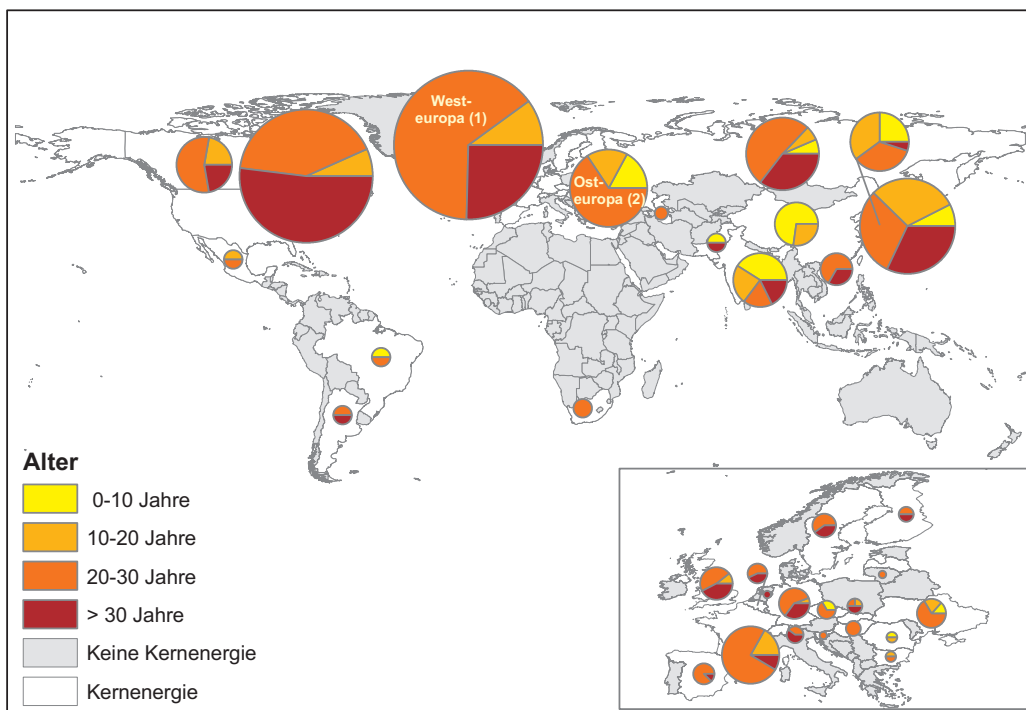 West-
europa (1)
Ost-
europa (2)
Alter
0-10 Jahre
10-20 Jahre
20-30 Jahre
> 30 Jahre
Keine Kernenergie
Kernenergie